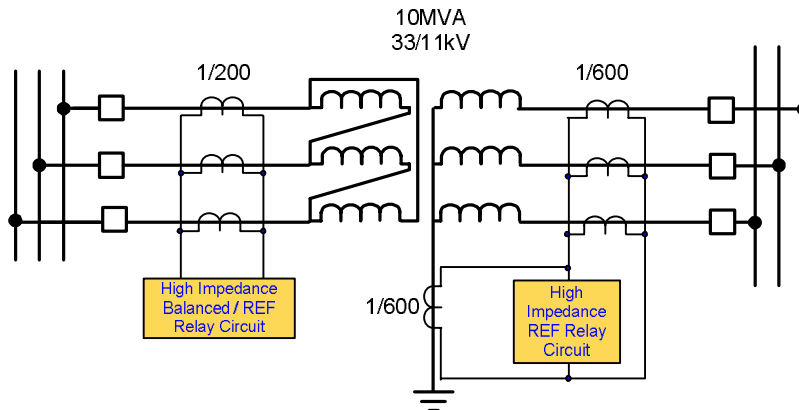 10MVA
33/11kV
1/200
1/600
High Impedance
Balanced / REF
Relay Circuit
1/600
High
Impedance
REF Relay
Circuit